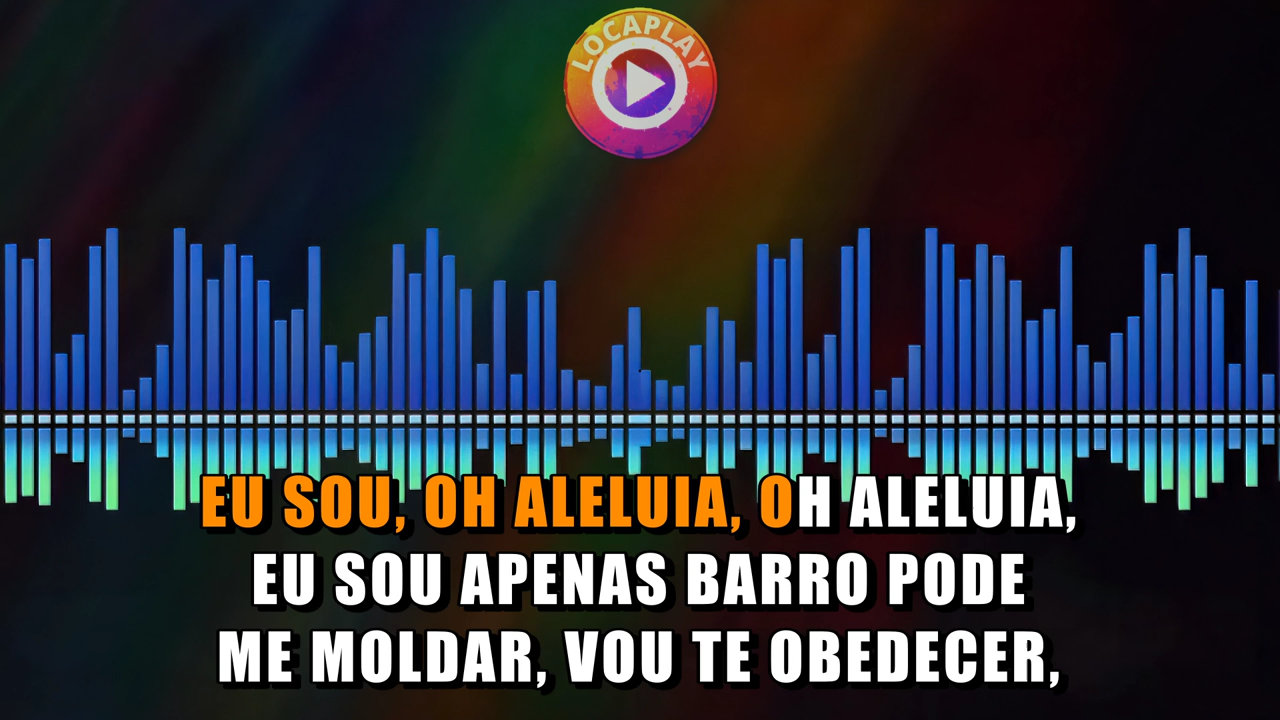 LOCAPLAY
EU SOU, OH ALELUIA, OH ALELUIA,
EU SOU APENAS BARRO PODE
ME MOLDAR, VOU TE OBEDECER,